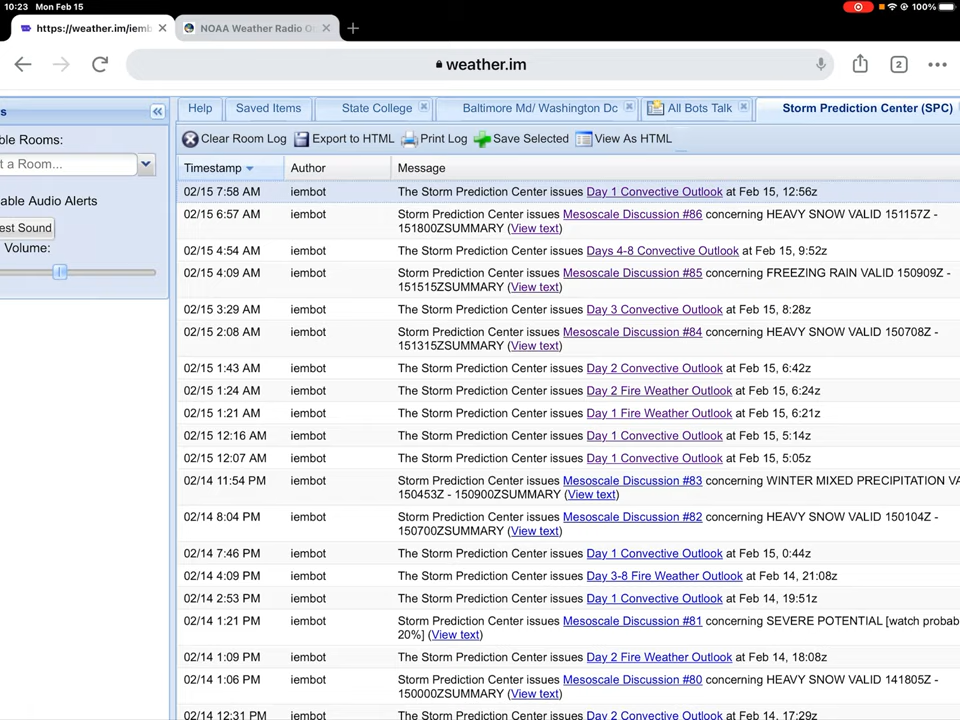 10:23 Mon Feb 15
100%
https://weather.im/iemb
NOAA Weather Radio O
weather.im
2
s
Help
Saved Items
State College
Baltimore Md/ Washington Dc
All Bots Talk
Storm Prediction Center (SPC)
ble Rooms:
t a Room...
able Audio Alerts
est Sound
Volume:
Clear Room Log
Export to HTML
Print Log
Save Selected
View As HTML
Timestamp
Author
Message
02/15 7:58 AM iembot The Storm Prediction Center issues Day 1 Convective Outlook at Feb 15, 12:56z
02/15 6:57 AM iembot Storm Prediction Center issues Mesoscale Discussion #86 concerning HEAVY SNOW VALID 151157Z -
151800ZSUMMARY (View text)
02/15 4:54 AM iembot The Storm Prediction Center issues Days 4-8 Convective Outlook at Feb 15, 9:52z
02/15 4:09 AM iembot Storm Prediction Center issues Mesoscale Discussion #85 concerning FREEZING RAIN VALID 150909Z -
151515ZSUMMARY (View text)
02/15 3:29 AM iembot The Storm Prediction Center issues Day 3 Convective Outlook at Feb 15, 8:28z
02/15 2:08 AM iembot Storm Prediction Center issues Mesoscale Discussion #84 concerning HEAVY SNOW VALID 150708Z -
151315ZSUMMARY (View text)
02/15 1:43 AM iembot The Storm Prediction Center issues Day 2 Convective Outlook at Feb 15, 6:42z
02/15 1:24 AM iembot The Storm Prediction Center issues Day 2 Fire Weather Outlook at Feb 15, 6:24z
02/15 1:21 AM iembot The Storm Prediction Center issues Day 1 Fire Weather Outlook at Feb 15, 6:21z
02/15 12:16 AM iembot The Storm Prediction Center issues Day 1 Convective Outlook at Feb 15, 5:14z
02/15 12:07 AM iembot The Storm Prediction Center issues Day 1 Convective Outlook at Feb 15, 5:05z
02/14 11:54 PM iembot Storm Prediction Center issues Mesoscale Discussion #83 concerning WINTER MIXED PRECIPITATION VA
150453Z - 150900ZSUMMARY (View text)
02/14 8:04 PM iembot Storm Prediction Center issues Mesoscale Discussion #82 concerning HEAVY SNOW VALID 150104Z -
150700ZSUMMARY (View text)
02/14 7:46 PM iembot The Storm Prediction Center issues Day 1 Convective Outlook at Feb 15, 0:44z
02/14 4:09 PM iembot The Storm Prediction Center issues Day 3-8 Fire Weather Outlook at Feb 14, 21:08z
02/14 2:53 PM iembot The Storm Prediction Center issues Day 1 Convective Outlook at Feb 14, 19:51z
02/14 1:21 PM iembot Storm Prediction Center issues Mesoscale Discussion #81 concerning SEVERE POTENTIAL [watch probab
20%] (View text)
02/14 1:09 PM iembot The Storm Prediction Center issues Day 2 Fire Weather Outlook at Feb 14, 18:08z
02/14 1:06 PM iembot Storm Prediction Center issues Mesoscale Discussion #80 concerning HEAVY SNOW VALID 141805Z -
150000ZSUMMARY (View text)
02/14 12:31 PM iembot The Storm Prediction Center issues Day 2 Convective Outlook at Feb 14, 17:29z